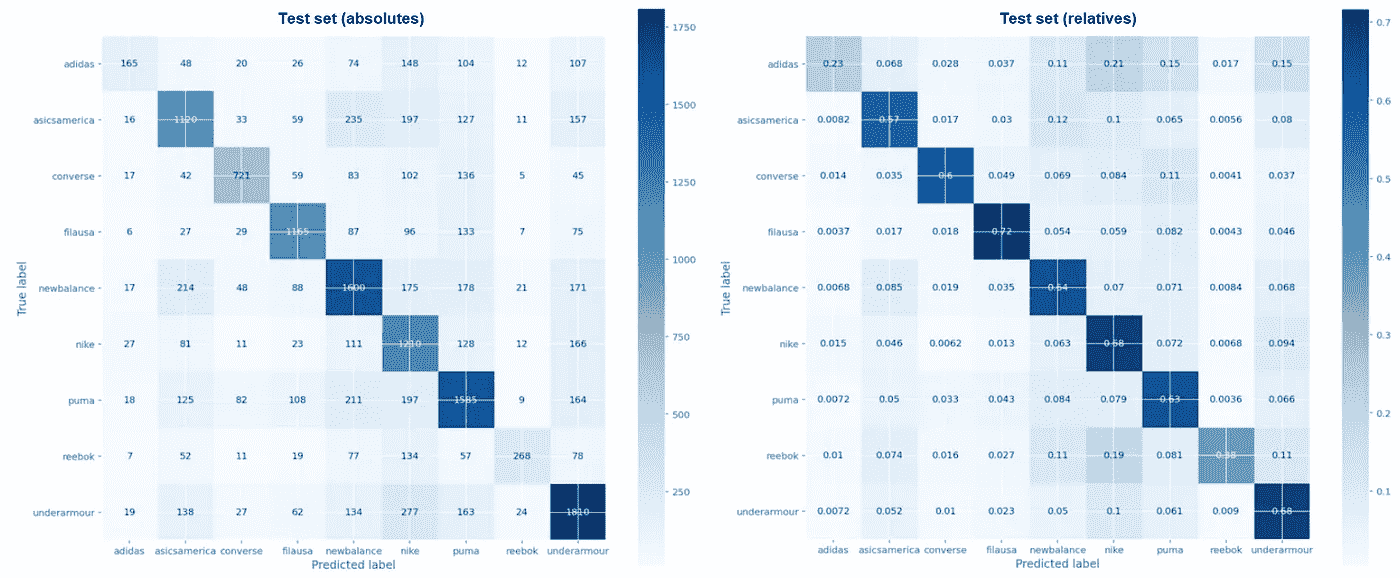 Test set (absolutes)
True label
adidas 165 48 20 26 74 148 104 12 107
asicsamerica 16 1120 33 59 235 197 127 11 157
converse 17 42 721 59 83 102 136 5 45
filausa 6 27 29 1165 87 96 133 7 75
newbalance 17 214 48 88 1600 175 178 21 171
nike 27 81 11 23 111 1210 128 12 166
puma 18 125 82 108 211 197 1585 9 164
reebok 7 52 11 19 77 134 57 268 78
underarmour 19 138 27 62 134 277 163 24 1810
adidas asicsamerica converse filausa newbalance nike puma reebok underarmour
Predicted label
1750
1500
1250
1000
750
500
250
Test set (relatives)
True label
adidas 0.23 0.068 0.028 0.037 0.11 0.21 0.15 0.017 0.15
asicsamerica 0.0082 0.57 0.017 0.03 0.12 0.1 0.065 0.0056 0.08
converse 0.014 0.035 0.6 0.049 0.069 0.084 0.11 0.0041 0.037
filausa 0.0037 0.017 0.018 0.72 0.054 0.059 0.082 0.0043 0.046
newbalance 0.0068 0.085 0.019 0.035 0.64 0.07 0.071 0.0084 0.068
nike 0.015 0.046 0.0062 0.013 0.063 0.68 0.072 0.0068 0.094
puma 0.0072 0.05 0.033 0.043 0.084 0.079 0.63 0.0036 0.066
reebok 0.01 0.074 0.016 0.027 0.11 0.19 0.081 0.38 0.11
underarmour 0.0072 0.052 0.01 0.023 0.05 0.1 0.061 0.009 0.68
adidas asicsamerica converse filausa newbalance nike puma reebok underarmour
Predicted label
0.7
0.6
0.5
0.4
0.3
0.2
0.1